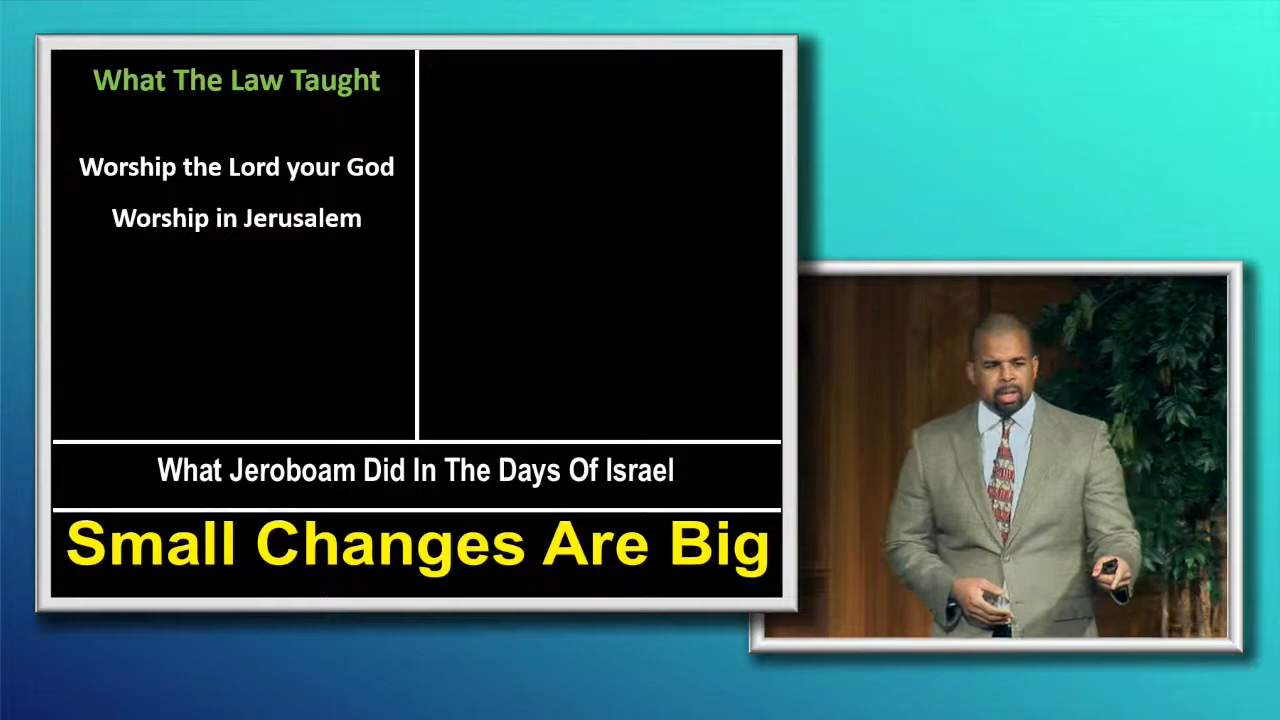 What The Law Taught
Worship the Lord your God
Worship in Jerusalem
What Jeroboam Did In The Days Of Israel
Small Changes Are Big